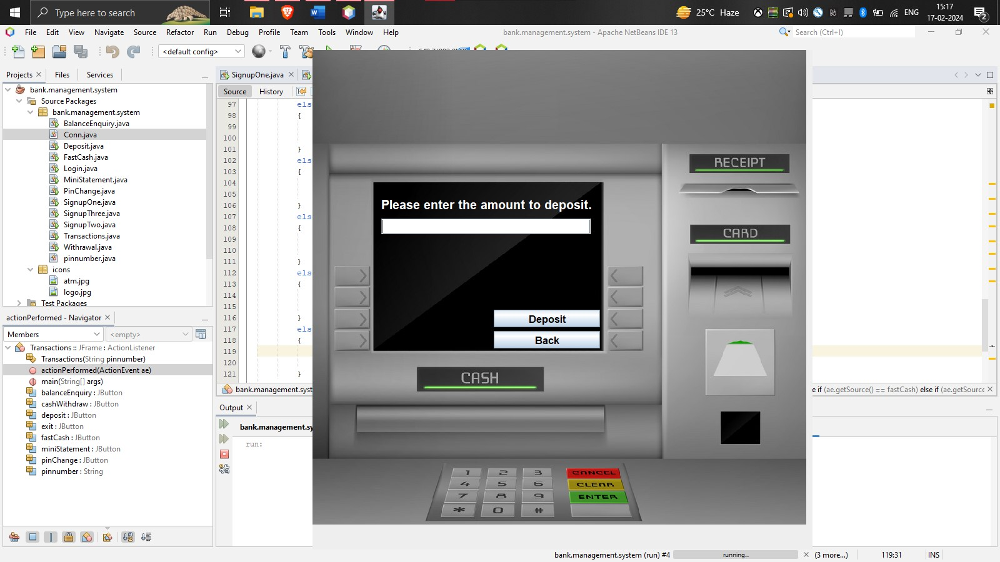 Type here to search
25°C Haze
ENG
15:17
17-02-2024
2
File Edit View Navigate Source Refactor Run Debug Profile Team Tools Window Help
bank.management.system - Apache NetBeans IDE 13
Search (Ctrl+I)
<default config>
Projects
Files
Services
SignupOne.java
Source
History
bank.management.system
Source Packages
bank.management.system
BalanceEnquiry.java
Conn.java
Deposit.java
FastCash.java
Login.java
MiniStatement.java
PinChange.java
SignupOne.java
SignupThree.java
SignupTwo.java
Transactions.java
Withrawal.java
pinnumber.java
icons
atm.jpg
logo.jpg
Test Packages
97 els
98 {
99
100
101 }
102 els
103 {
104
105
106 }
107 els
108 {
109
110
111 }
112 els
113 {
114
115
116 }
117 els
118 {
119
120
121 }
bank.management.syst
e if (ae.getSource() == fastCash) else if (ae.getSource
actionPerformed - Navigator
Members
<empty>
Transactions :: JFrame : ActionListener
Transactions(String pinnumber)
actionPerformed(ActionEvent ae)
main(String[] args)
balanceEnquiry : JButton
cashWithdraw : JButton
deposit : JButton
exit : JButton
fastCash : JButton
miniStatement : JButton
pinChange : JButton
pinnumber : String
Output
bank.management.sy
run:
RECEIPT
CARD
Please enter the amount to deposit.
Deposit
Back
CASH
1 2 3 CANCEL
4 5 6 CLEAR
7 8 9 ENTER
* 0 #
bank.management.system (run) #4
running...
(3 more...)
119:31
INS